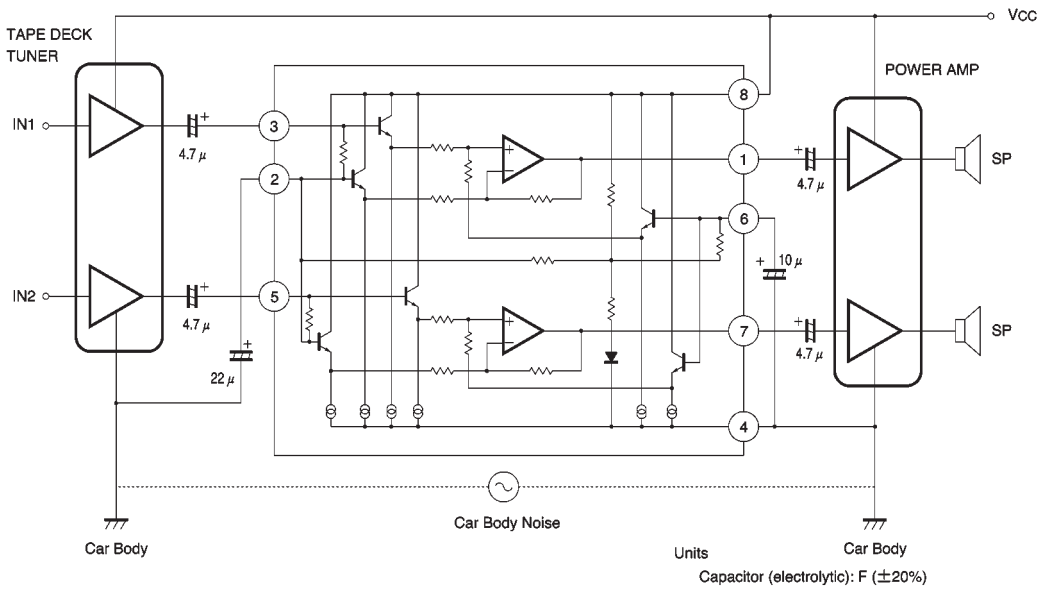 VCC
TAPE DECK
TUNER
POWER AMP
8
IN1
+
3
4.7 μ
+
−
1
+
4.7 μ
SP
2
6
+
10 μ
IN2
+
5
4.7 μ
+
−
7
+
4.7 μ
SP
+
22 μ
4
Car Body Noise
Car Body
Car Body
Units
Capacitor (electrolytic): F (±20%)